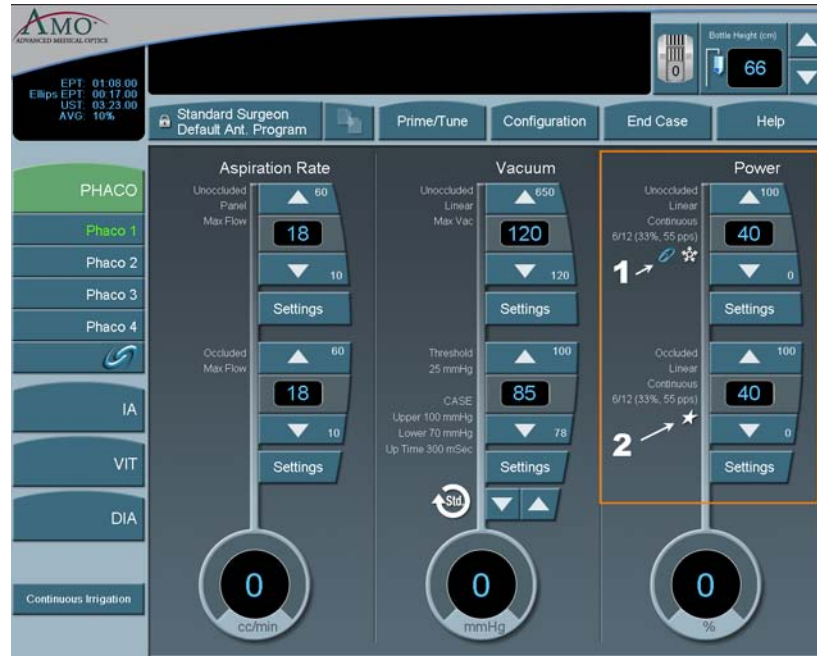 AMO
ADVANCED MEDICAL OPTICS
EPT: 01:08.00
Ellips EPT: 00:17.00
UST: 03:23.00
AVG: 10%
0
Bottle Height (cm)
66
Standard Surgeon
Default Ant. Program
Prime/Tune
Configuration
End Case
Help
PHACO
Phaco 1
Phaco 2
Phaco 3
Phaco 4
IA
VIT
DIA
Continuous Irrigation
Aspiration Rate
Unoccluded
Panel
Max Flow
60
18
10
Settings
Occluded
Max Flow
60
18
10
Settings
0
cc/min
Vacuum
Unoccluded
Linear
Max Vac
650
120
120
Settings
Threshold
25 mmHg
CASE
Upper 100 mmHg
Lower 70 mmHg
Up Time 300 mSec
100
85
78
Settings
Std.
0
mmHg
Power
Unoccluded
Linear
Continuous
6/12 (33%, 55 pps)
100
40
0
1
Settings
Occluded
Linear
Continuous
6/12 (33%, 55 pps)
100
40
0
2
Settings
0
%